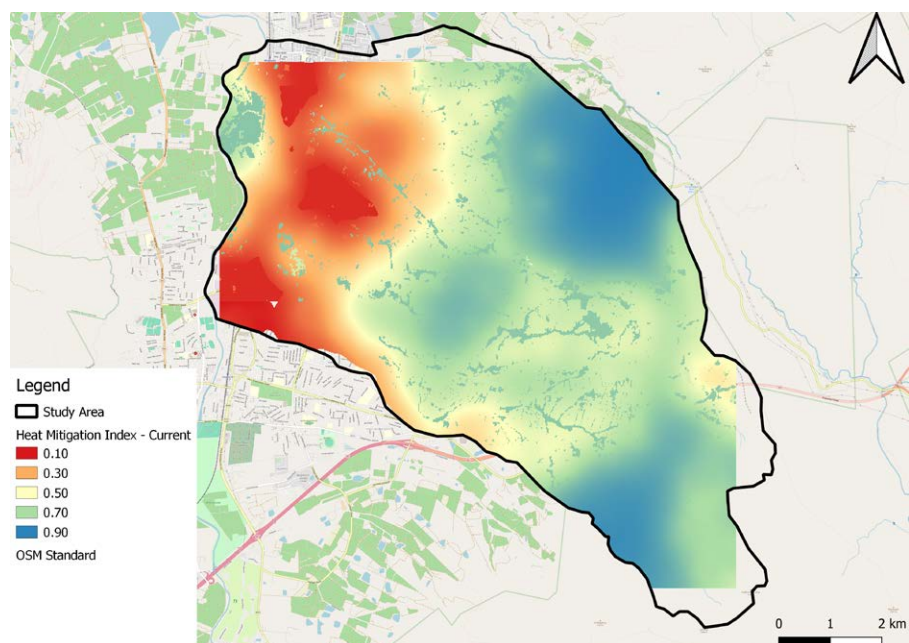 Legend
Study Area
Heat Mitigation Index - Current
0.10
0.30
0.50
0.70
0.90
OSM Standard
0 1 2 km